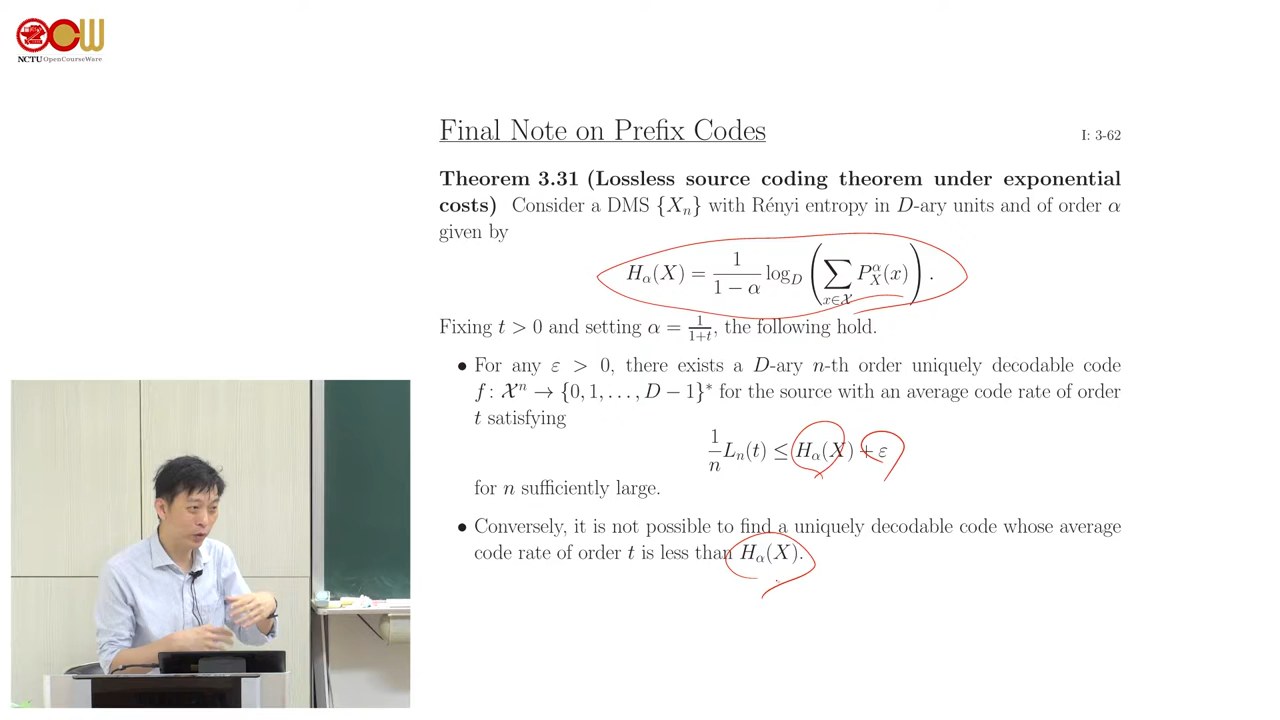 NCTU OpenCourseWare
Final Note on Prefix Codes
I: 3-62
Theorem 3.31 (Lossless source coding theorem under exponential
costs) Consider a DMS {Xₙ} with Rényi entropy in D-ary units and of order α
given by
H_α(X) = 1/(1 − α) log_D ( ∑_{x∈𝒳} P_X^α(x) ) .
Fixing t > 0 and setting α = 1/(1+t), the following hold.
• For any ε > 0, there exists a D-ary n-th order uniquely decodable code
f : 𝒳ⁿ → {0, 1, . . . , D − 1}* for the source with an average code rate of order
t satisfying
1/n Lₙ(t) ≤ H_α(X) + ε
for n sufficiently large.
• Conversely, it is not possible to find a uniquely decodable code whose average
code rate of order t is less than H_α(X).